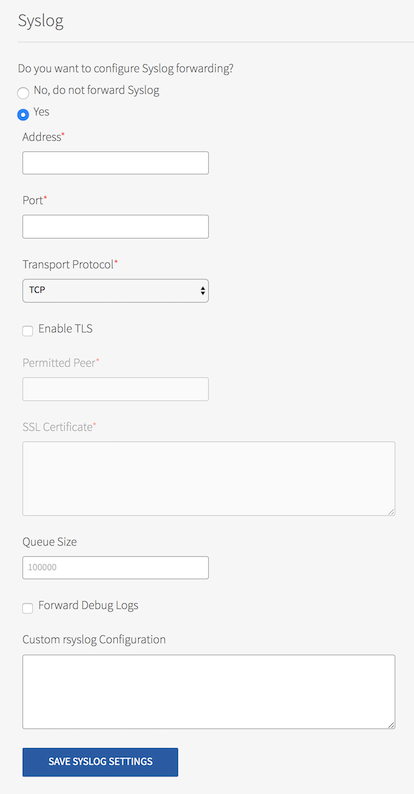 Syslog
Do you want to configure Syslog forwarding?
No, do not forward Syslog
Yes
Address*
Port*
Transport Protocol*
TCP
Enable TLS
Permitted Peer*
SSL Certificate*
Queue Size
100000
Forward Debug Logs
Custom rsyslog Configuration
SAVE SYSLOG SETTINGS